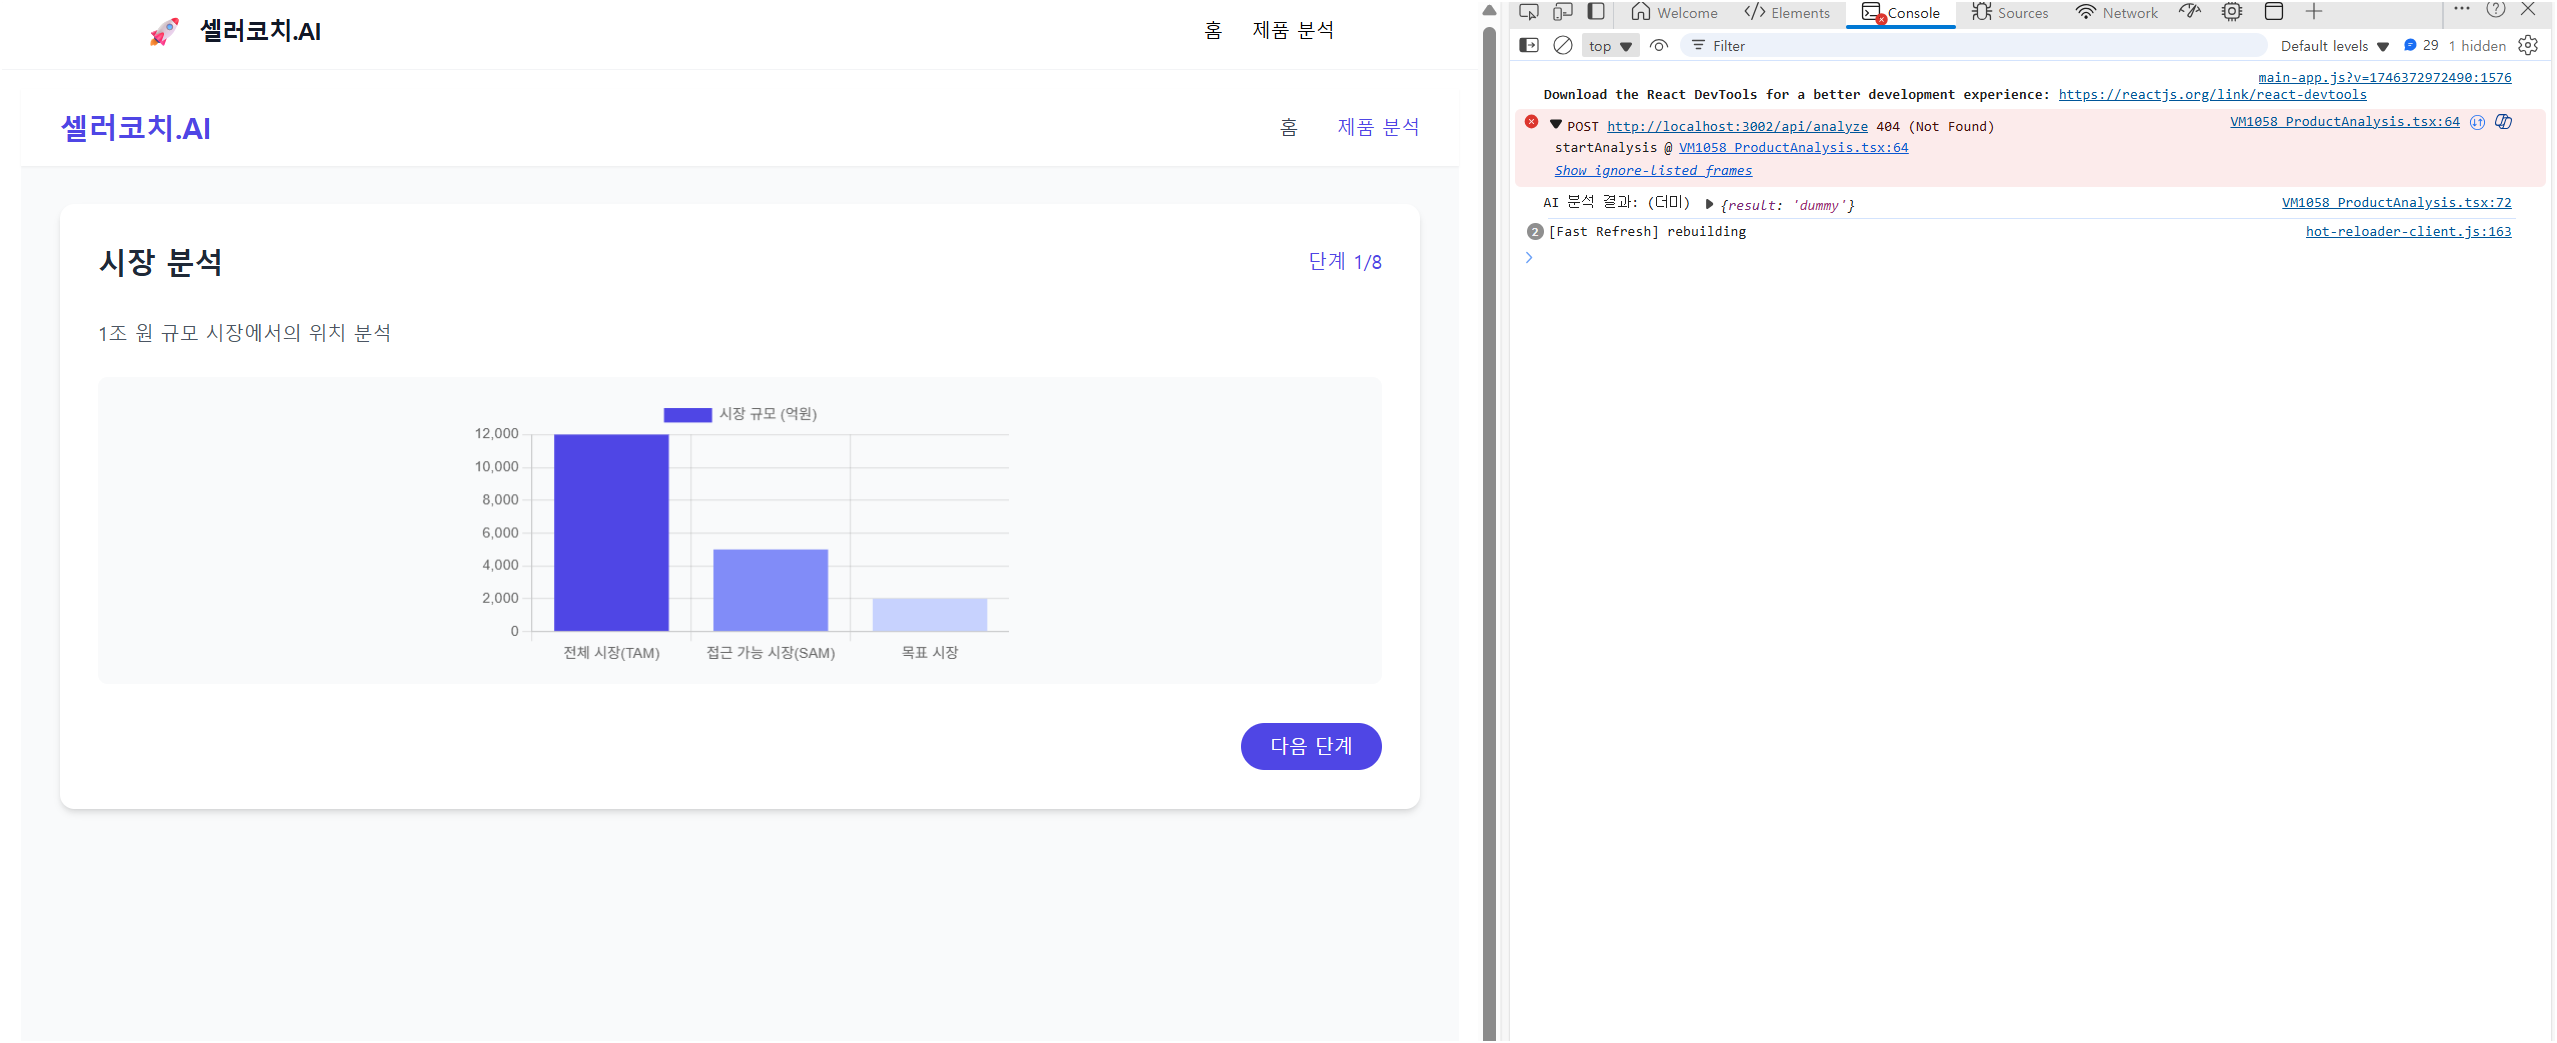 셀러코치.AI
홈 제품 분석
셀러코치.AI
홈 제품 분석
시장 분석
단계 1/8
1조 원 규모 시장에서의 위치 분석
시장 규모 (억원)
12,000
10,000
8,000
6,000
4,000
2,000
0
전체 시장(TAM) 접근 가능 시장(SAM) 목표 시장
다음 단계
Welcome Elements Console Sources Network
top Filter Default levels 29 1 hidden
main-app.js?v=1746372972490:1576
Download the React DevTools for a better development experience: https://reactjs.org/link/react-devtools
POST http://localhost:3002/api/analyze 404 (Not Found) VM1058 ProductAnalysis.tsx:64
startAnalysis @ VM1058 ProductAnalysis.tsx:64
Show ignore-listed frames
AI 분석 결과: (더미) {result: 'dummy'} VM1058 ProductAnalysis.tsx:72
2 [Fast Refresh] rebuilding hot-reloader-client.js:163